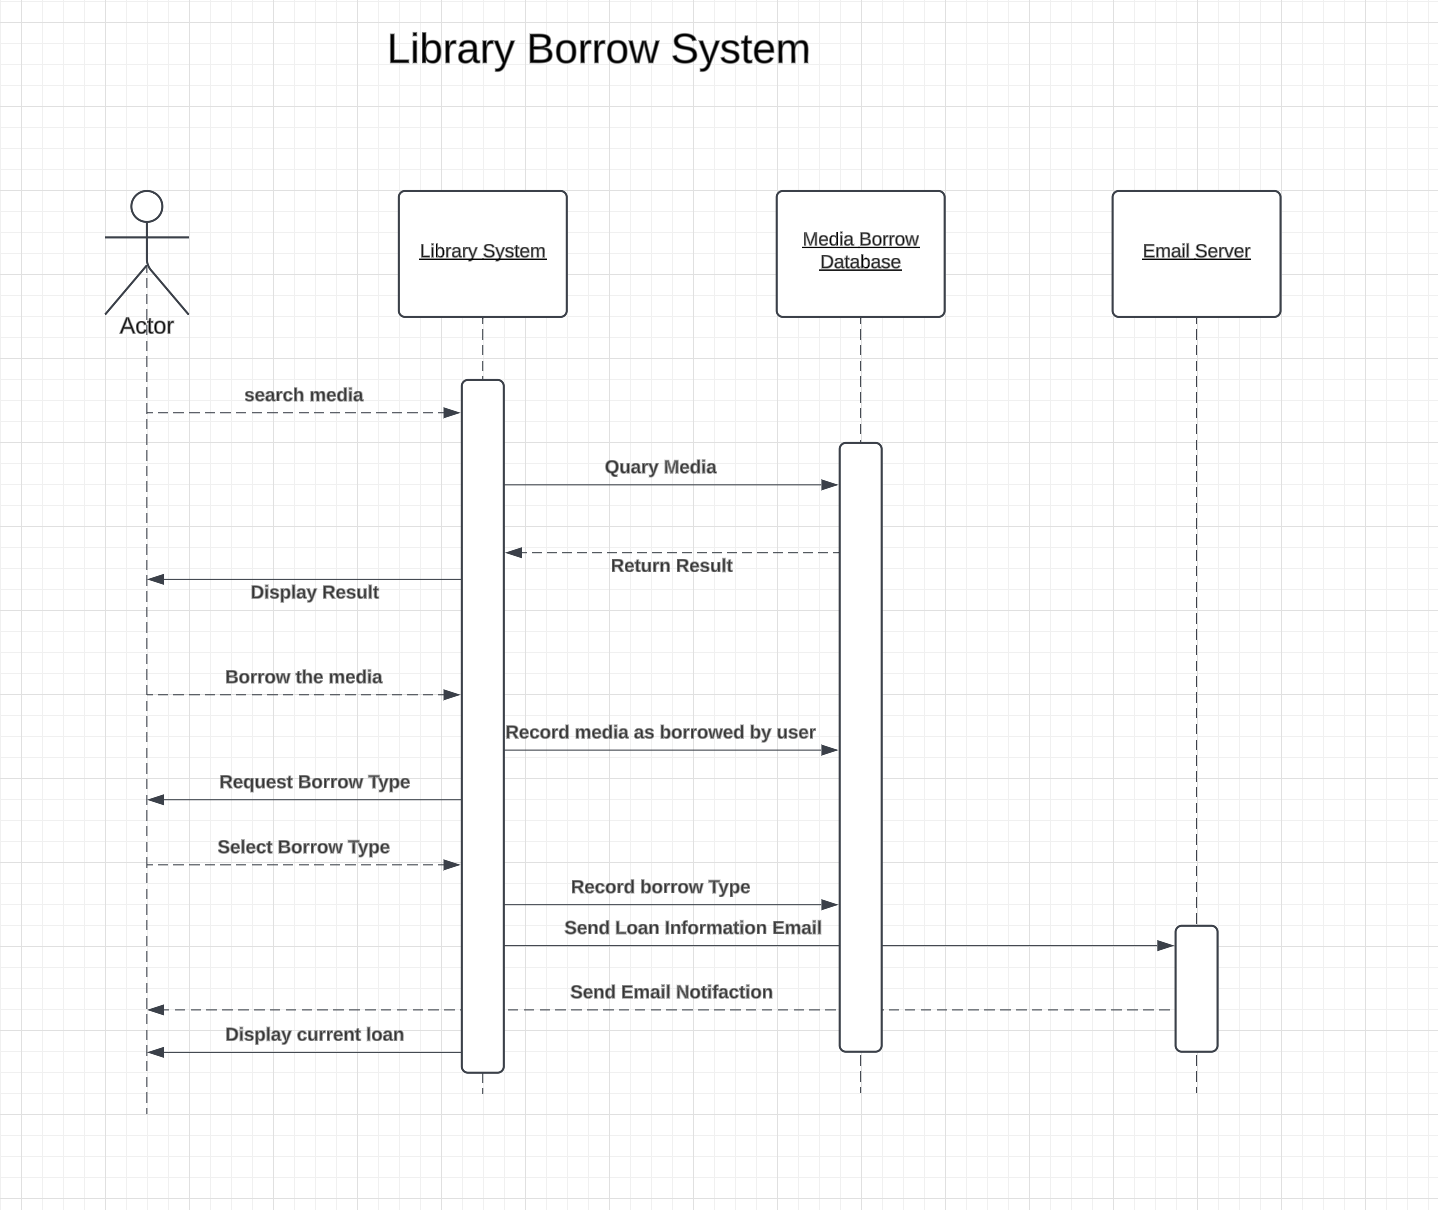 Library Borrow System
Actor
Library System
Media Borrow
Database
Email Server
search media
Quary Media
Return Result
Display Result
Borrow the media
Record media as borrowed by user
Request Borrow Type
Select Borrow Type
Record borrow Type
Send Loan Information Email
Send Email Notifaction
Display current loan